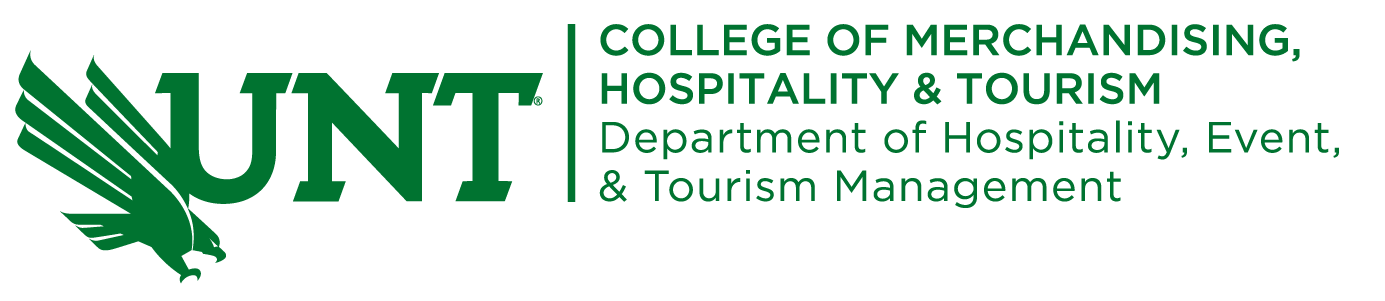 UNT®
COLLEGE OF MERCHANDISING,
HOSPITALITY & TOURISM
Department of Hospitality, Event,
& Tourism Management